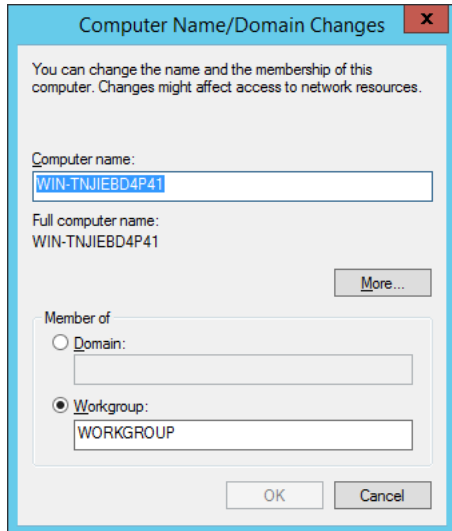 Computer Name/Domain Changes
x
You can change the name and the membership of this
computer. Changes might affect access to network resources.
Computer name:
WIN-TNJIEBD4P41
Full computer name:
WIN-TNJIEBD4P41
More...
Member of
Domain:
Workgroup:
WORKGROUP
OK
Cancel